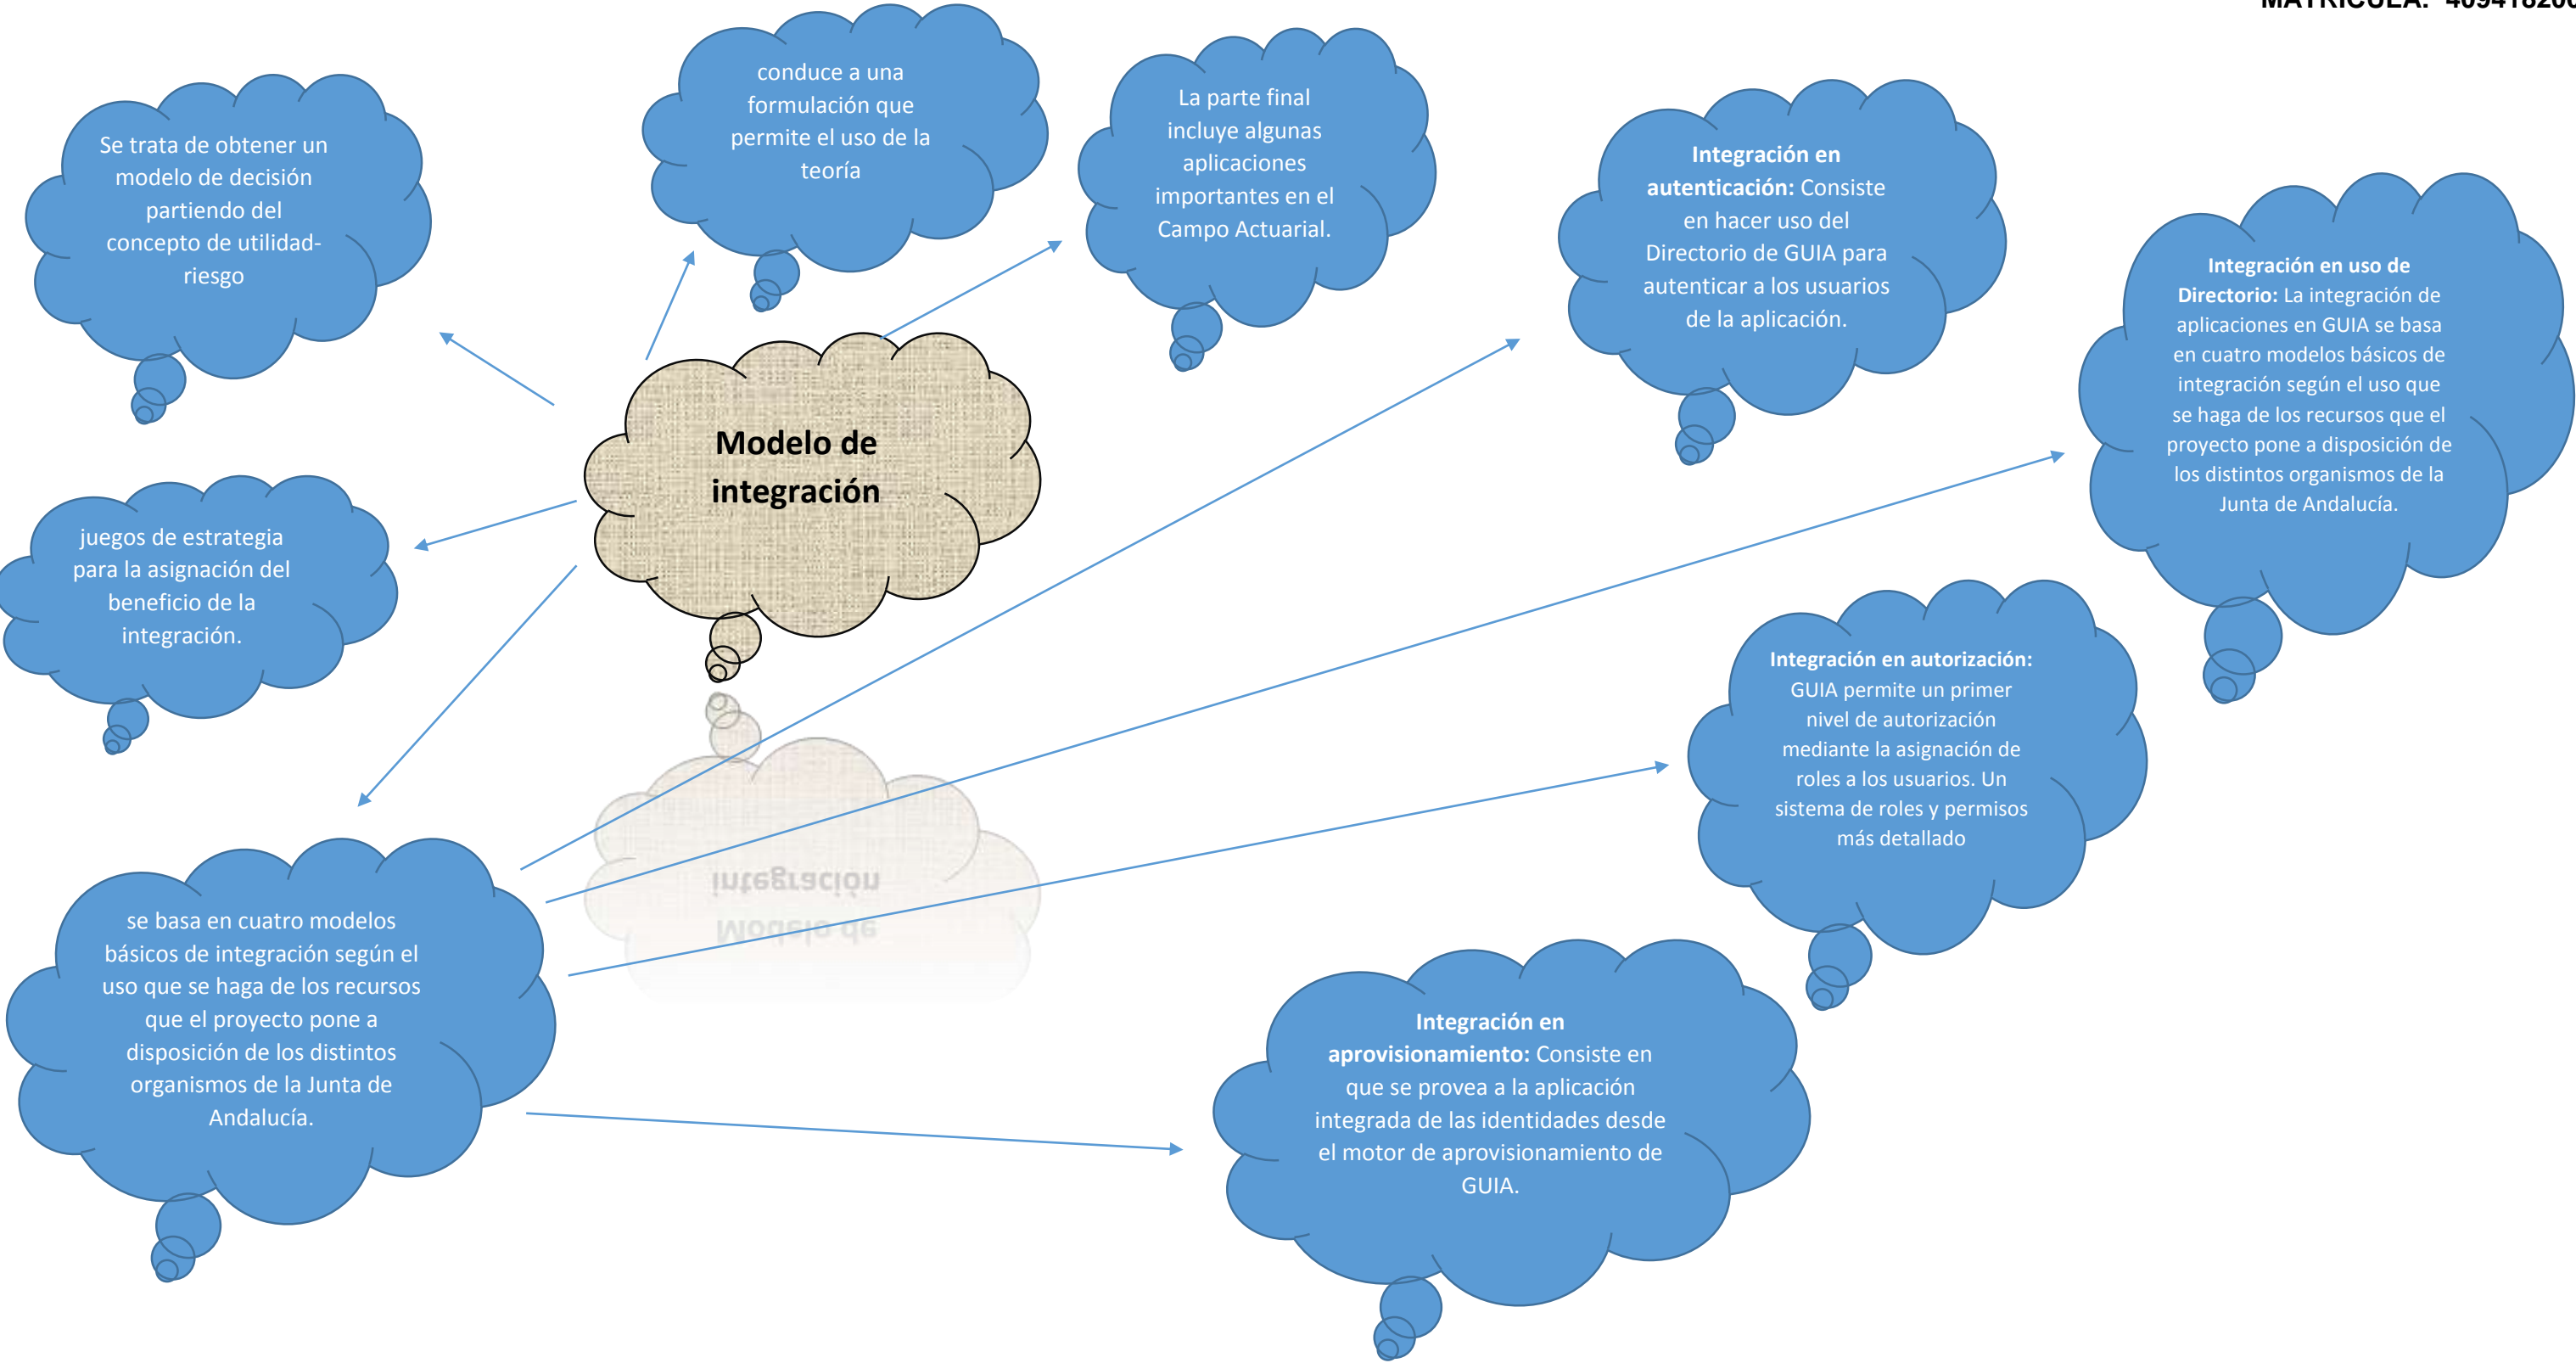 MATRICULA:
Se trata de obtener un
modelo de decisión
partiendo del
concepto de utilidad-
riesgo
conduce a una
formulación que
permite el uso de la
teoría
La parte final
incluye algunas
aplicaciones
importantes en el
Campo Actuarial.
Integración en
autenticación: Consiste
en hacer uso del
Directorio de GUIA para
autenticar a los usuarios
de la aplicación.
Integración en uso de
Directorio: La integración de
aplicaciones en GUIA se basa
en cuatro modelos básicos de
integración según el uso que
se haga de los recursos que el
proyecto pone a disposición de
los distintos organismos de la
Junta de Andalucía.
Modelo de
integración
juegos de estrategia
para la asignación del
beneficio de la
integración.
Integración en autorización:
GUIA permite un primer
nivel de autorización
mediante la asignación de
roles a los usuarios. Un
sistema de roles y permisos
más detallado
integración
Modelo de
se basa en cuatro modelos
básicos de integración según el
uso que se haga de los recursos
que el proyecto pone a
disposición de los distintos
organismos de la Junta de
Andalucía.
Integración en
aprovisionamiento: Consiste en
que se provea a la aplicación
integrada de las identidades desde
el motor de aprovisionamiento de
GUIA.